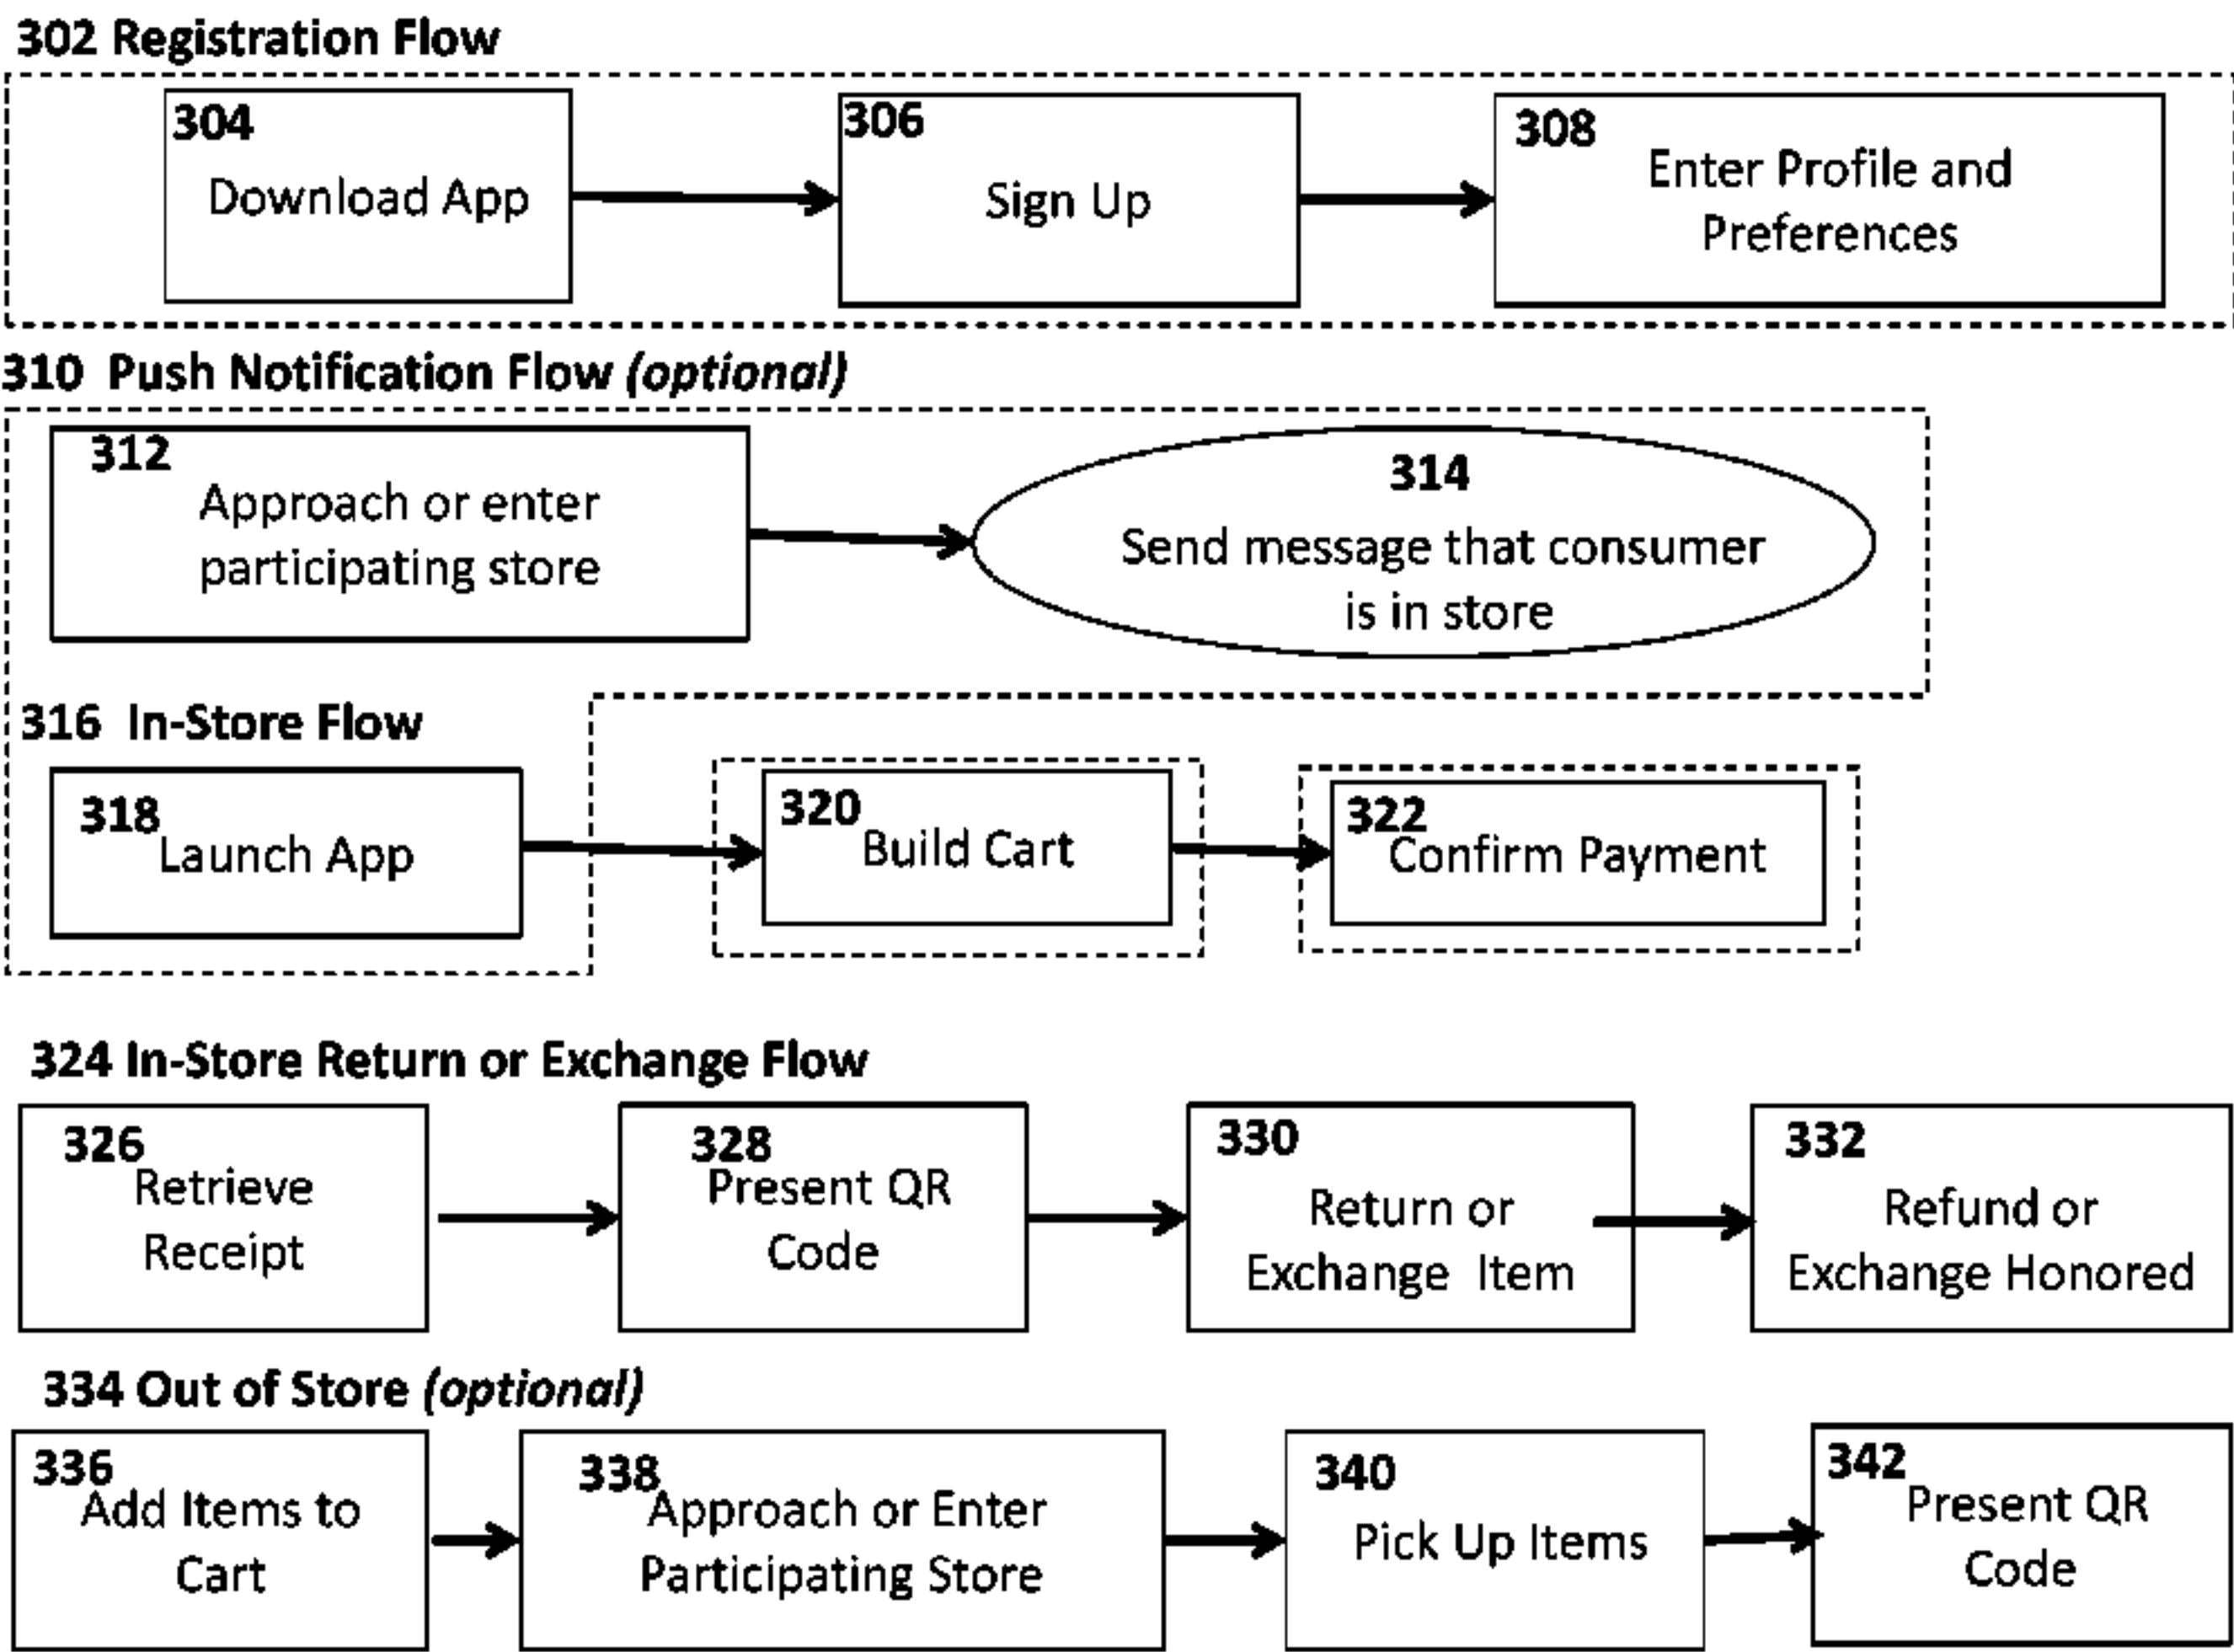 302 Registration Flow
304
Download App
306
Sign Up
308
Enter Profile and
Preferences
310 Push Notification Flow (optional)
312
Approach or enter
participating store
314
Send message that consumer
is in store
316 In-Store Flow
318
Launch App
320
Build Cart
322
Confirm Payment
324 In-Store Return or Exchange Flow
326
Retrieve
Receipt
328
Present QR
Code
330
Return or
Exchange Item
332
Refund or
Exchange Honored
334 Out of Store (optional)
336
Add Items to
Cart
338
Approach or Enter
Participating Store
340
Pick Up Items
342
Present QR
Code